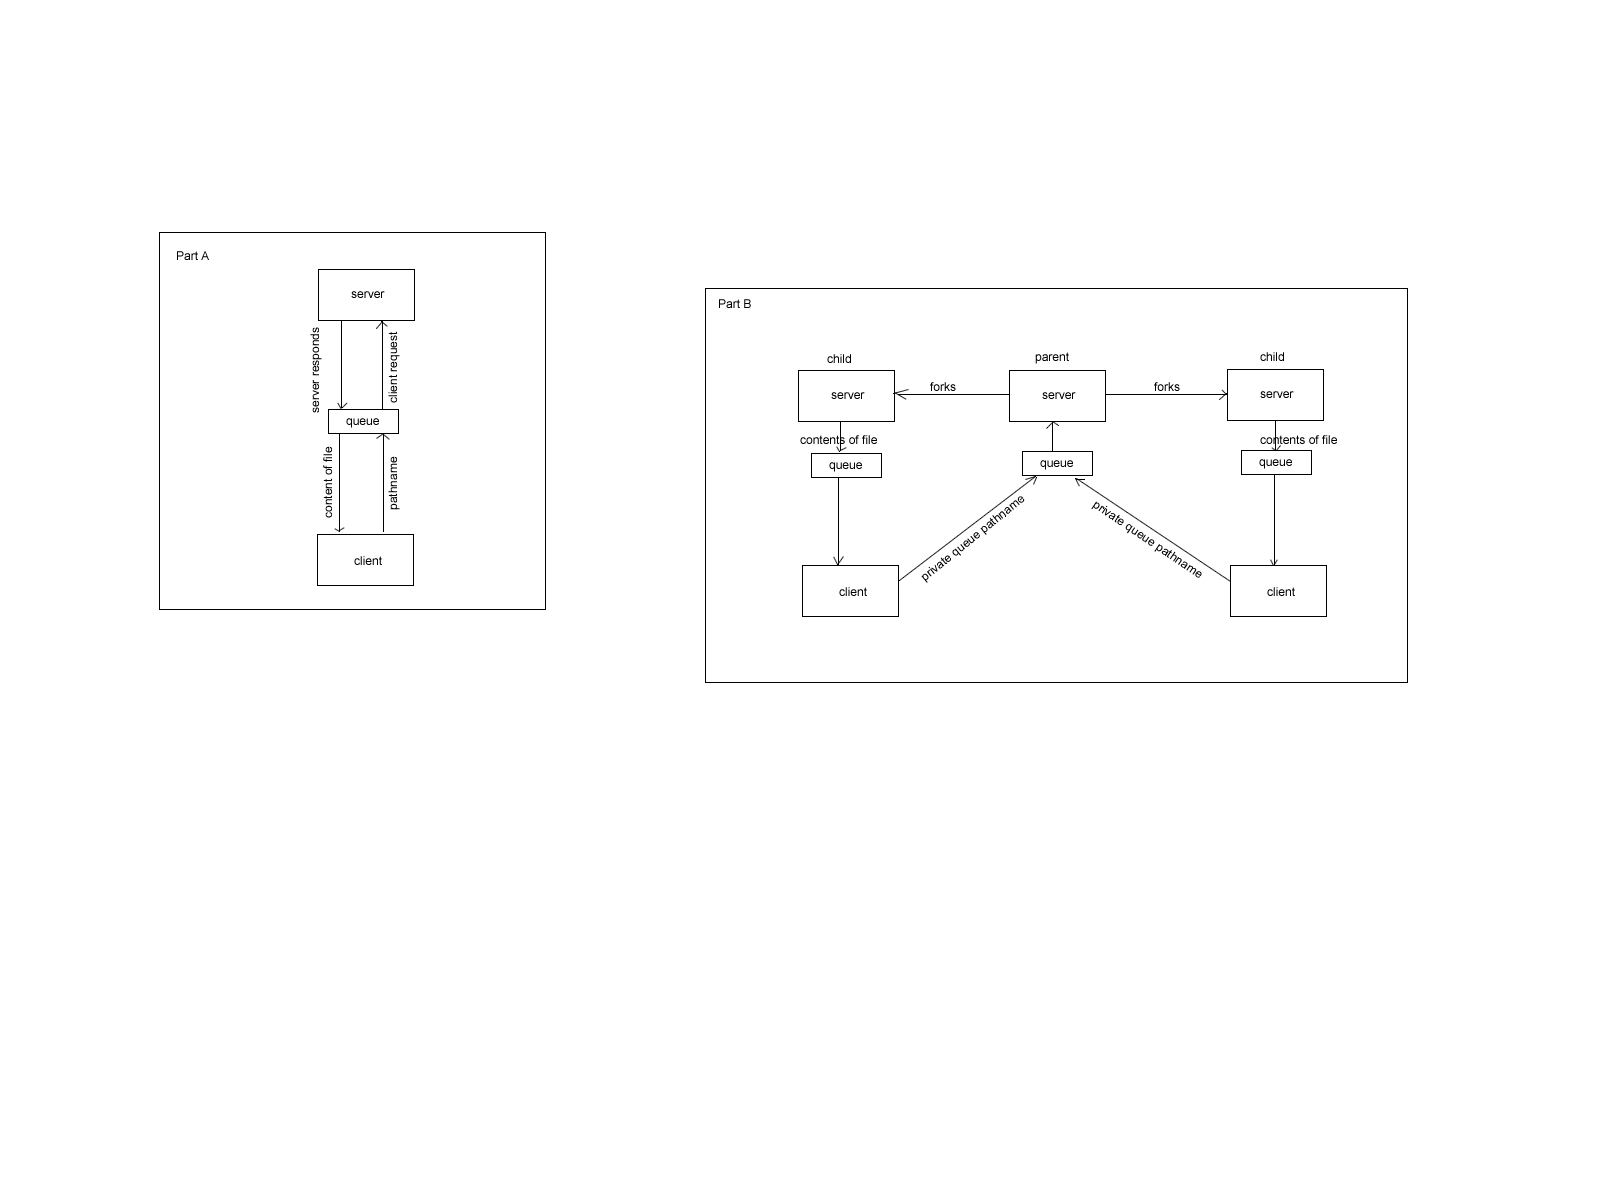 Part A
server
server responds
client request
queue
content of file
pathname
client
Part B
child
parent
child
server
forks
server
forks
server
contents of file
contents of file
queue
queue
queue
private queue pathname
private queue pathname
client
client